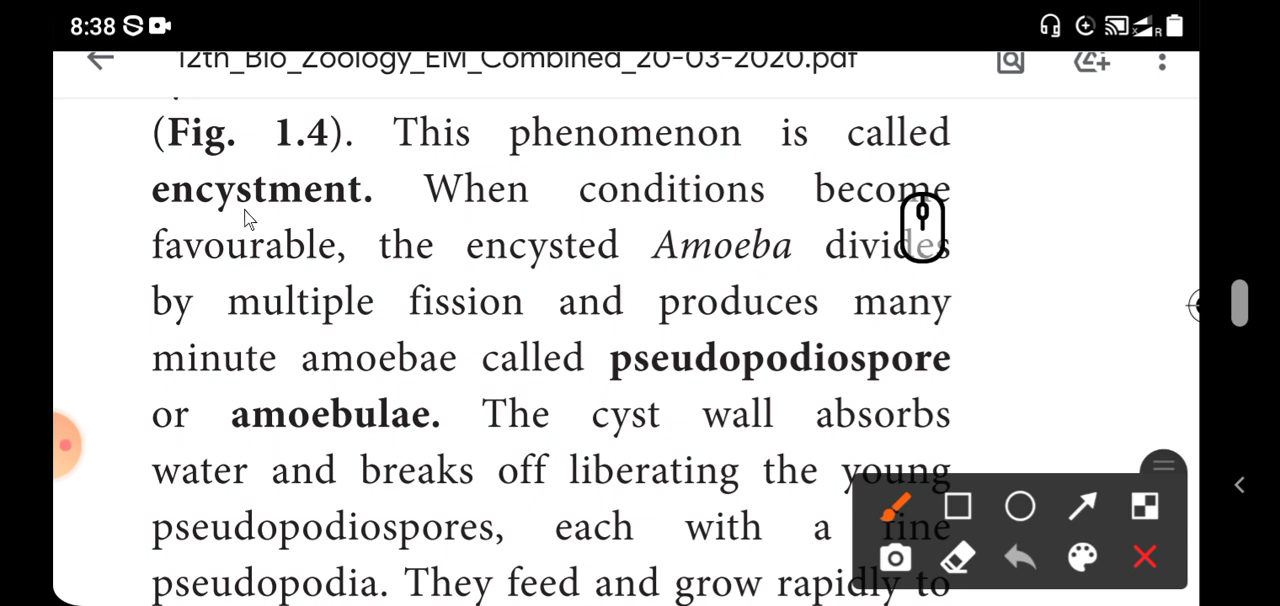 8:38
12th_Bio_Zoology_EM_Combined_20-03-2020.pdf
(Fig. 1.4). This phenomenon is called
encystment. When conditions become
favourable, the encysted Amoeba divides
by multiple fission and produces many
minute amoebae called pseudopodiospore
or amoebulae. The cyst wall absorbs
water and breaks off liberating the young
pseudopodiospores, each with a fine
pseudopodia. They feed and grow rapidly to